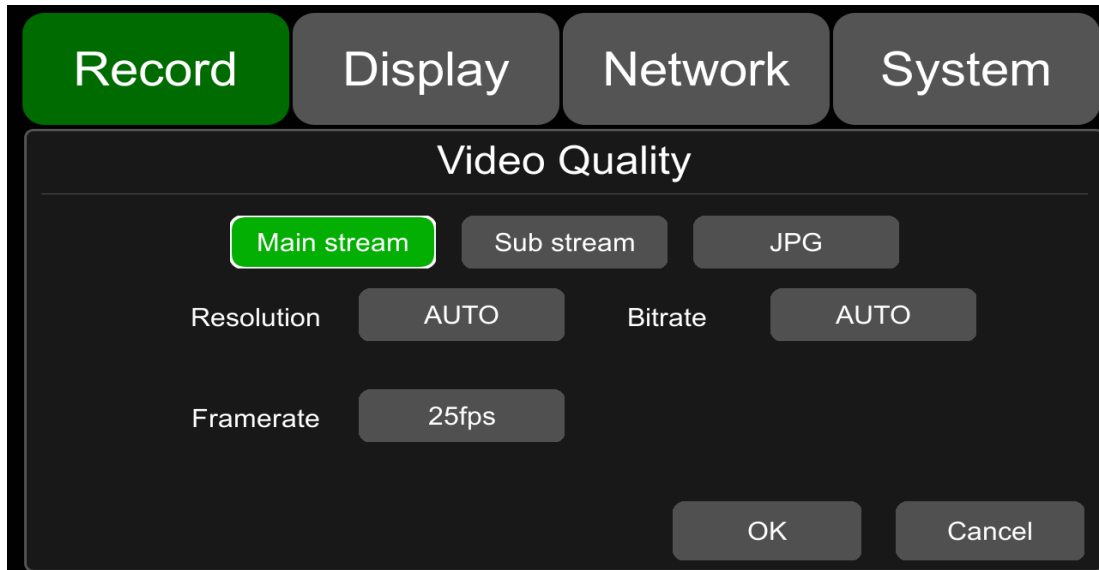 Record Display Network System
Video Quality
Main stream Sub stream JPG
Resolution AUTO Bitrate AUTO
Framerate 25fps
OK Cancel